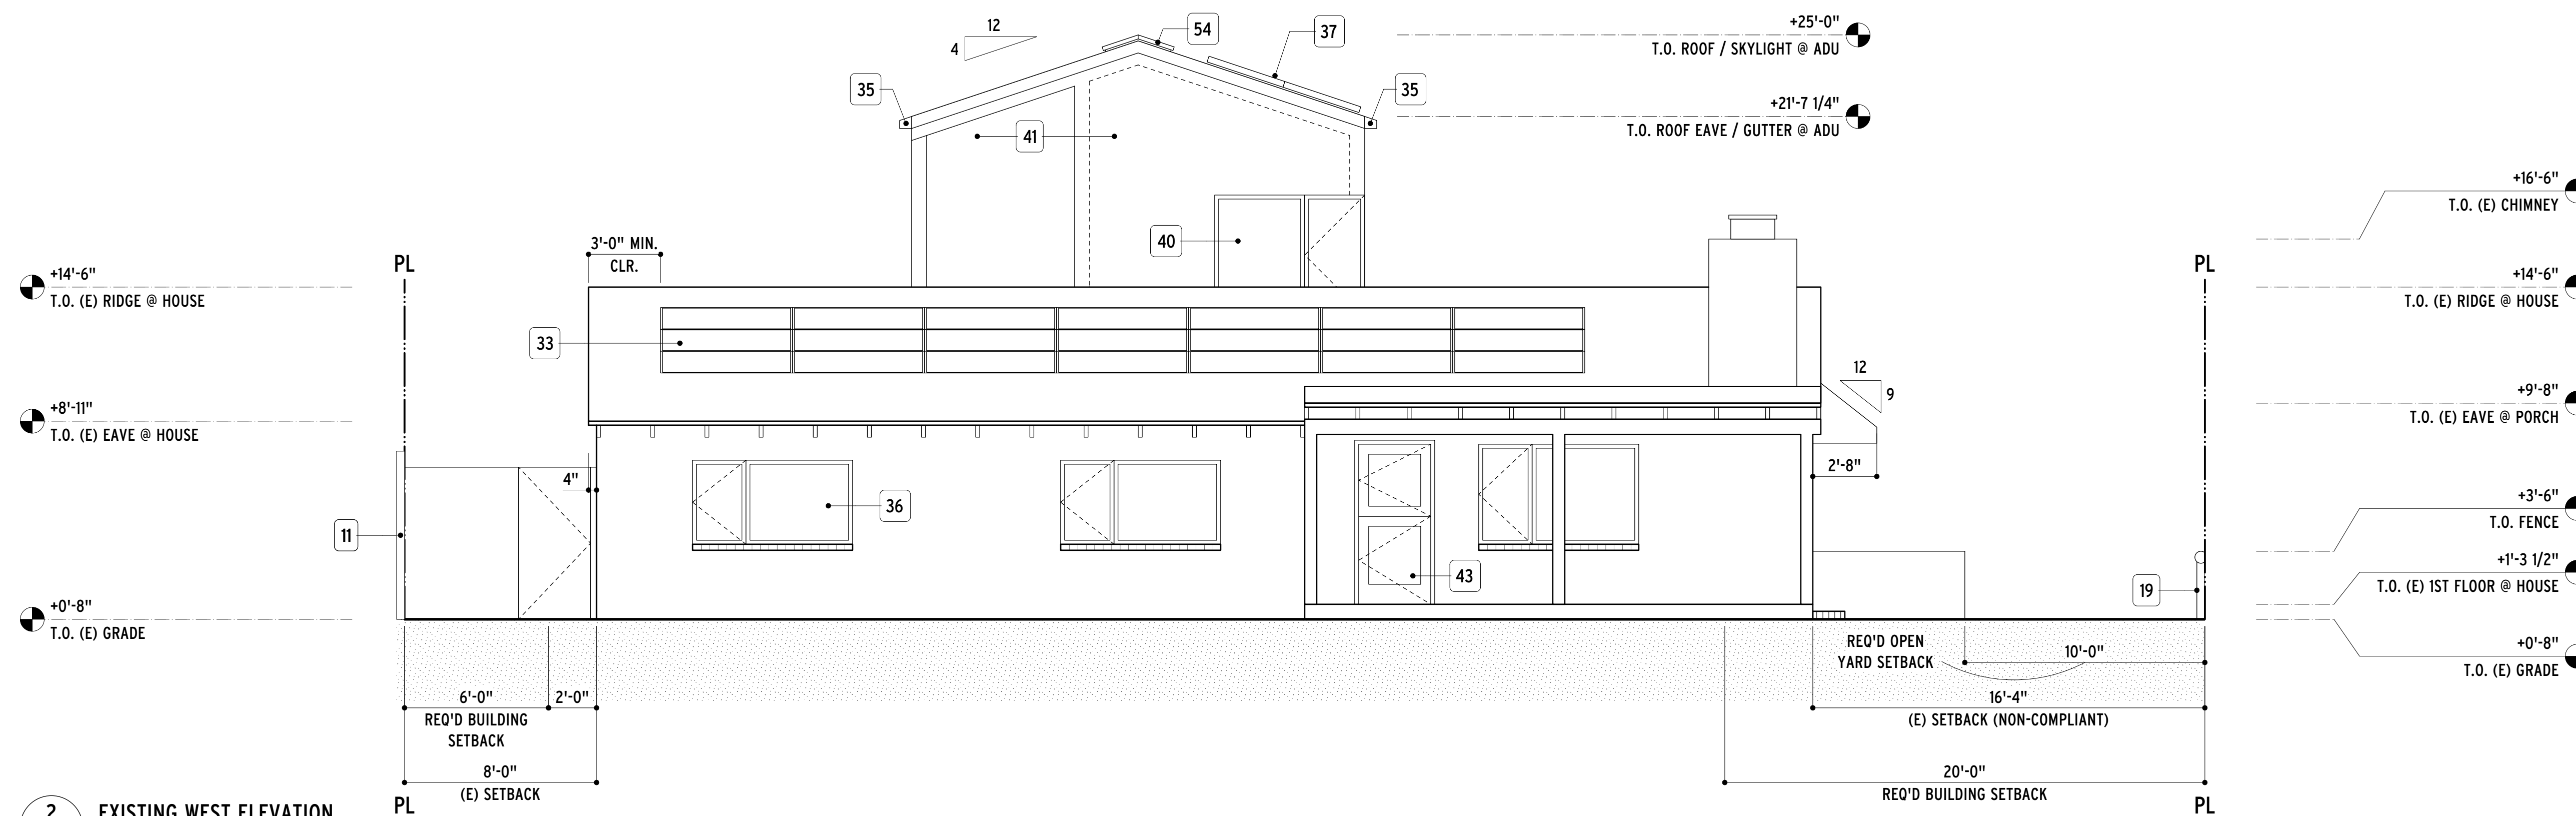 12
4
54
37
35
35
41
40
+25'-0"
T.O. ROOF / SKYLIGHT @ ADU
+21'-7 1/4"
T.O. ROOF EAVE / GUTTER @ ADU
+16'-6"
T.O. (E) CHIMNEY
3'-0" MIN.
CLR.
PL
PL
+14'-6"
T.O. (E) RIDGE @ HOUSE
+14'-6"
T.O. (E) RIDGE @ HOUSE
33
12
9
+8'-11"
T.O. (E) EAVE @ HOUSE
+9'-8"
T.O. (E) EAVE @ PORCH
4"
2'-8"
36
11
43
19
+3'-6"
T.O. FENCE
+1'-3 1/2"
T.O. (E) 1ST FLOOR @ HOUSE
+0'-8"
T.O. (E) GRADE
+0'-8"
T.O. (E) GRADE
REQ'D OPEN
YARD SETBACK
10'-0"
6'-0"
2'-0"
REQ'D BUILDING
SETBACK
16'-4"
(E) SETBACK (NON-COMPLIANT)
8'-0"
(E) SETBACK
20'-0"
REQ'D BUILDING SETBACK
PL
PL
2
EXISTING WEST ELEVATION